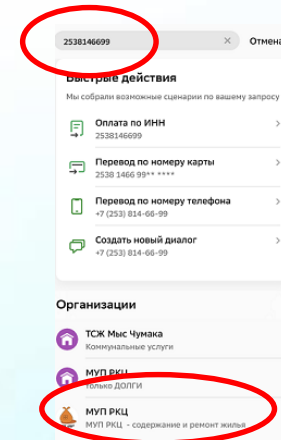 2538146699 × Отмена
Быстрые действия
Мы собрали возможные сценарии по вашему запросу
Оплата по ИНН
2538146699
Перевод по номеру карты
2538 1466 99** ****
Перевод по номеру телефона
+7 (253) 814-66-99
Создать новый диалог
+7 (253) 814-66-99
Организации
ТСЖ Мыс Чумака
Коммунальные услуги
МУП РКЦ
только ДОЛГИ
МУП РКЦ
МУП РКЦ - содержание и ремонт жилья